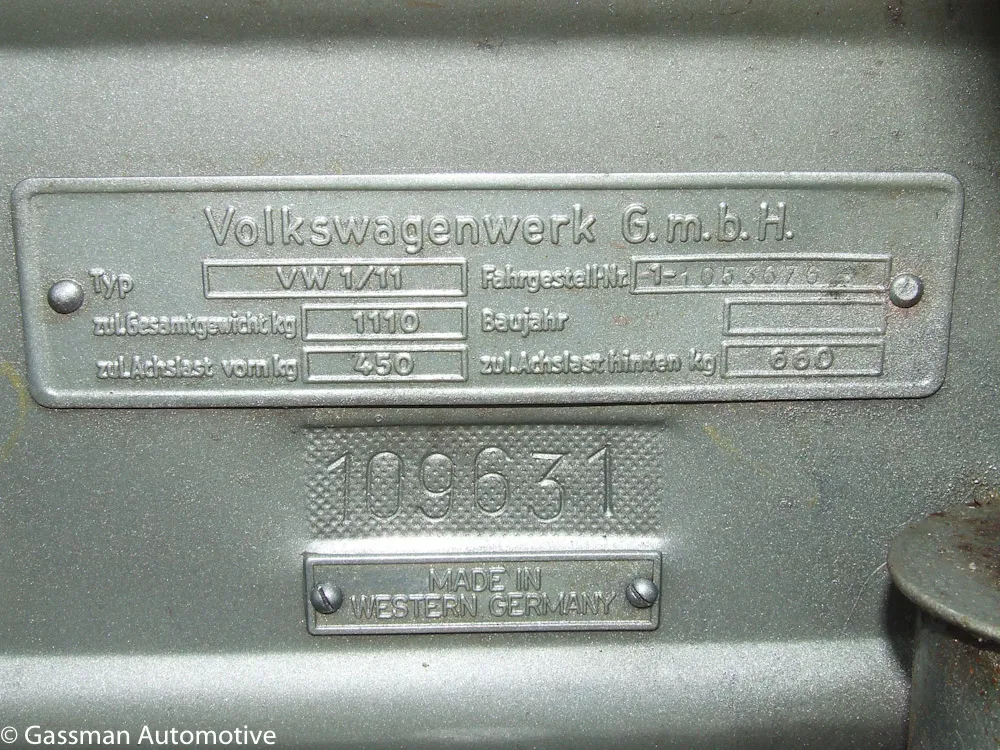 Volkswagenwerk G.m.b.H.
Typ VW 1/11 Fahrgestell-Nr.
zul.Gesamtgewicht kg 1110 Baujahr
zul.Achslast vorn kg 450 zul.Achslast hinten kg 660
109631
MADE IN
WESTERN GERMANY
© Gassman Automotive